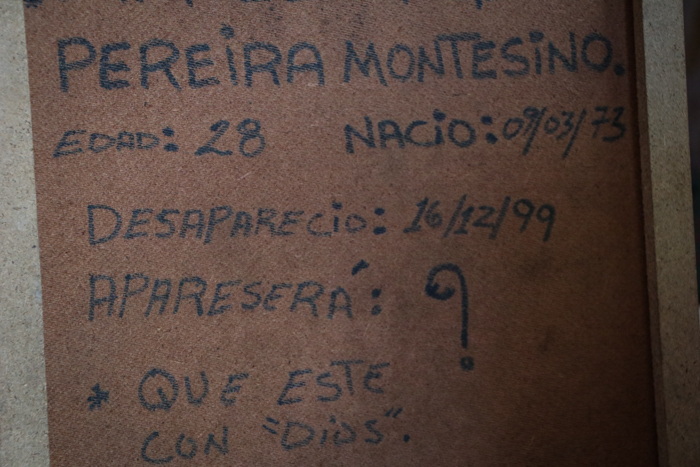 PEREIRA MONTESINO.
EDAD: 28 NACIO: 09/03/73
DESAPARECIO: 16/12/99
APARESERÁ: ?
* QUE ESTE
CON "DIOS".